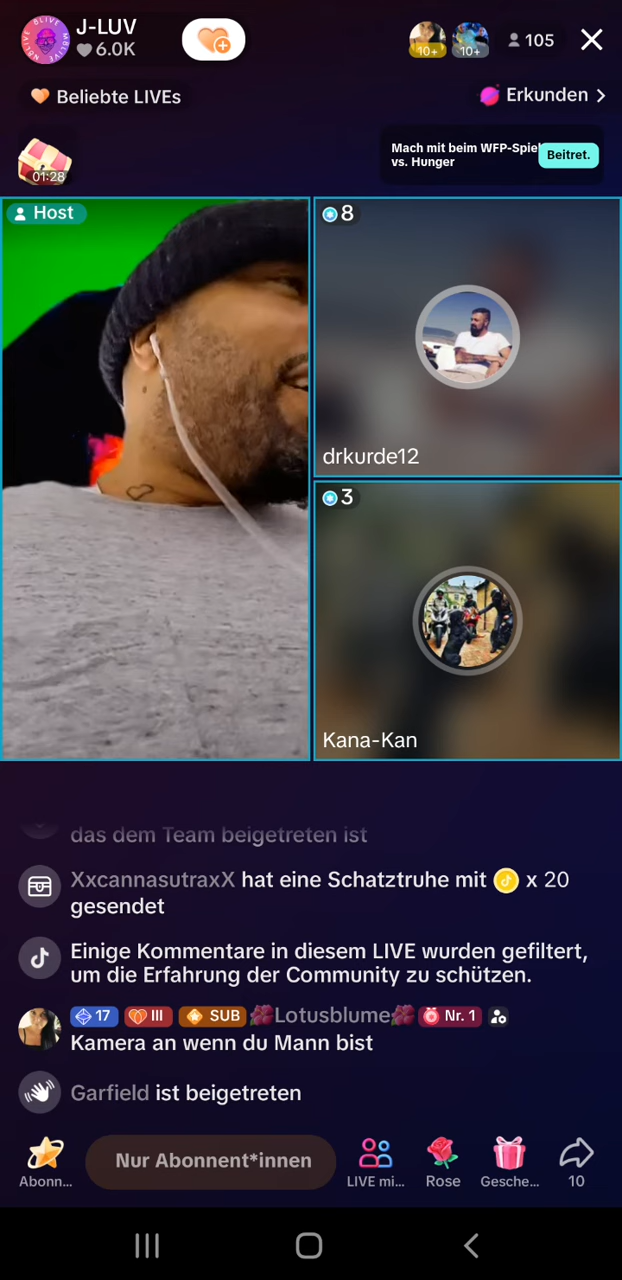 J-LUV
6.0K
10+
10+
105
Beliebte LIVEs
Erkunden
01:28
Mach mit beim WFP-Spiel
vs. Hunger
Beitret.
Host
8
drkurde12
3
Kana-Kan
das dem Team beigetreten ist
XxcannasutraxX hat eine Schatztruhe mit x 20
gesendet
Einige Kommentare in diesem LIVE wurden gefiltert,
um die Erfahrung der Community zu schützen.
17 III SUB Lotusblume Nr. 1
Kamera an wenn du Mann bist
Garfield ist beigetreten
Abonn...
Nur Abonnent*innen
LIVE mi...
Rose
Gesche...
10